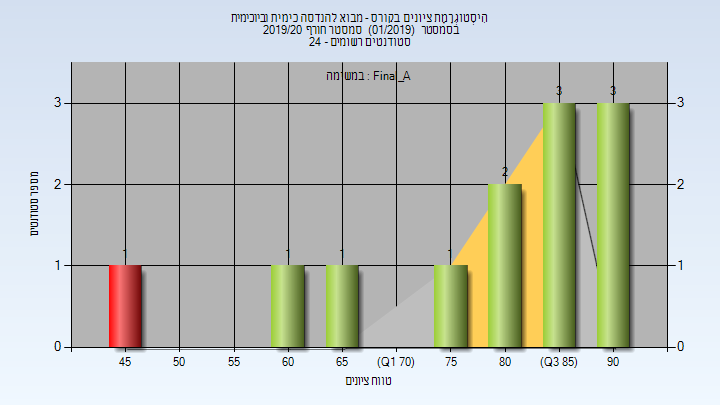 היסטוגרמת ציונים בקורס - מבוא להנדסה כימית וביוכימית
בסמסטר (01/2019) סמסטר חורף 2019/20
סטודנטים רשומים - 24
במשימה : Final_A
3 3
2
1 1 1 1
3 3
2 2
1 1
0 0
מספר סטודנטים
45 50 55 60 65 (Q1 70) 75 80 (Q3 85) 90
טווח ציונים